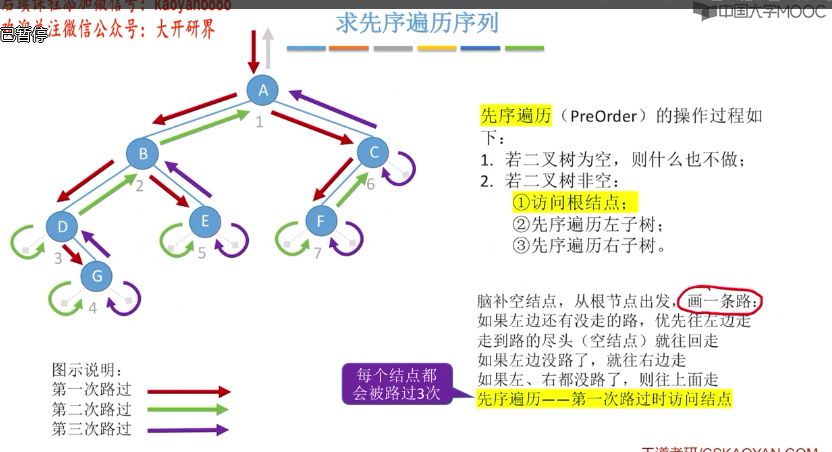 后续课程添加微信号：kaoyan6886
欢迎关注微信公众号：大开研界
已暂停
中国大学MOOC
求先序遍历序列
A
1
B
2
C
6
D
3
E
5
F
7
G
4
先序遍历（PreOrder）的操作过程如
下：
1. 若二叉树为空，则什么也不做；
2. 若二叉树非空：
①访问根结点；
②先序遍历左子树；
③先序遍历右子树。
脑补空结点，从根节点出发，画一条路：
如果左边还有没走的路，优先往左边走
走到路的尽头（空结点）就往回走
如果左边没路了，就往右边走
如果左、右都没路了，则往上面走
先序遍历——第一次路过时访问结点
每个结点都
会被路过3次
图示说明：
第一次路过
第二次路过
第三次路过
王道考研/CSKAOYAN.COM